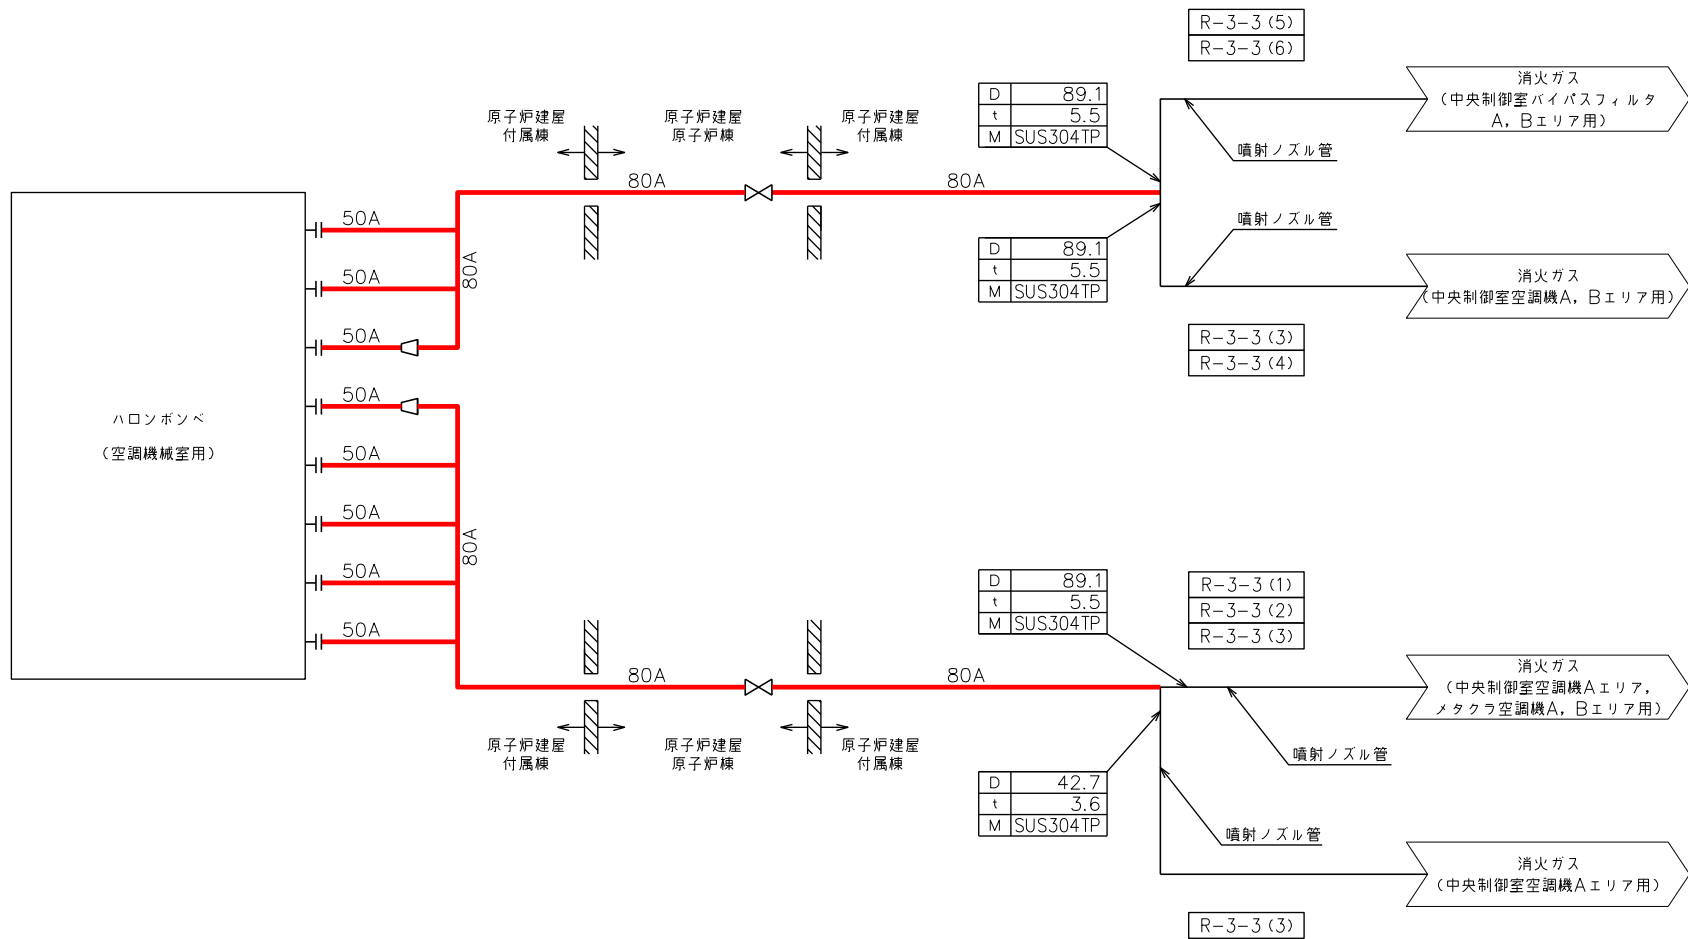 R-3-3(5)
R-3-3(6)
消火ガス
(中央制御室バイパスフィルタ
A, Bエリア用)
D 89.1
t 5.5
M SUS304TP
原子炉建屋
付属棟
原子炉建屋
原子炉棟
原子炉建屋
付属棟
噴射ノズル管
80A
80A
50A
噴射ノズル管
80A
D 89.1
t 5.5
M SUS304TP
50A
消火ガス
(中央制御室空調機A, Bエリア用)
50A
R-3-3(3)
R-3-3(4)
50A
ハロンボンベ
(空調機械室用)
50A
50A
80A
50A
50A
D 89.1
t 5.5
M SUS304TP
R-3-3(1)
R-3-3(2)
R-3-3(3)
80A
80A
消火ガス
(中央制御室空調機Aエリア,
メタクラ空調機A, Bエリア用)
原子炉建屋
付属棟
原子炉建屋
原子炉棟
原子炉建屋
付属棟
噴射ノズル管
D 42.7
t 3.6
M SUS304TP
噴射ノズル管
消火ガス
(中央制御室空調機Aエリア用)
R-3-3(3)